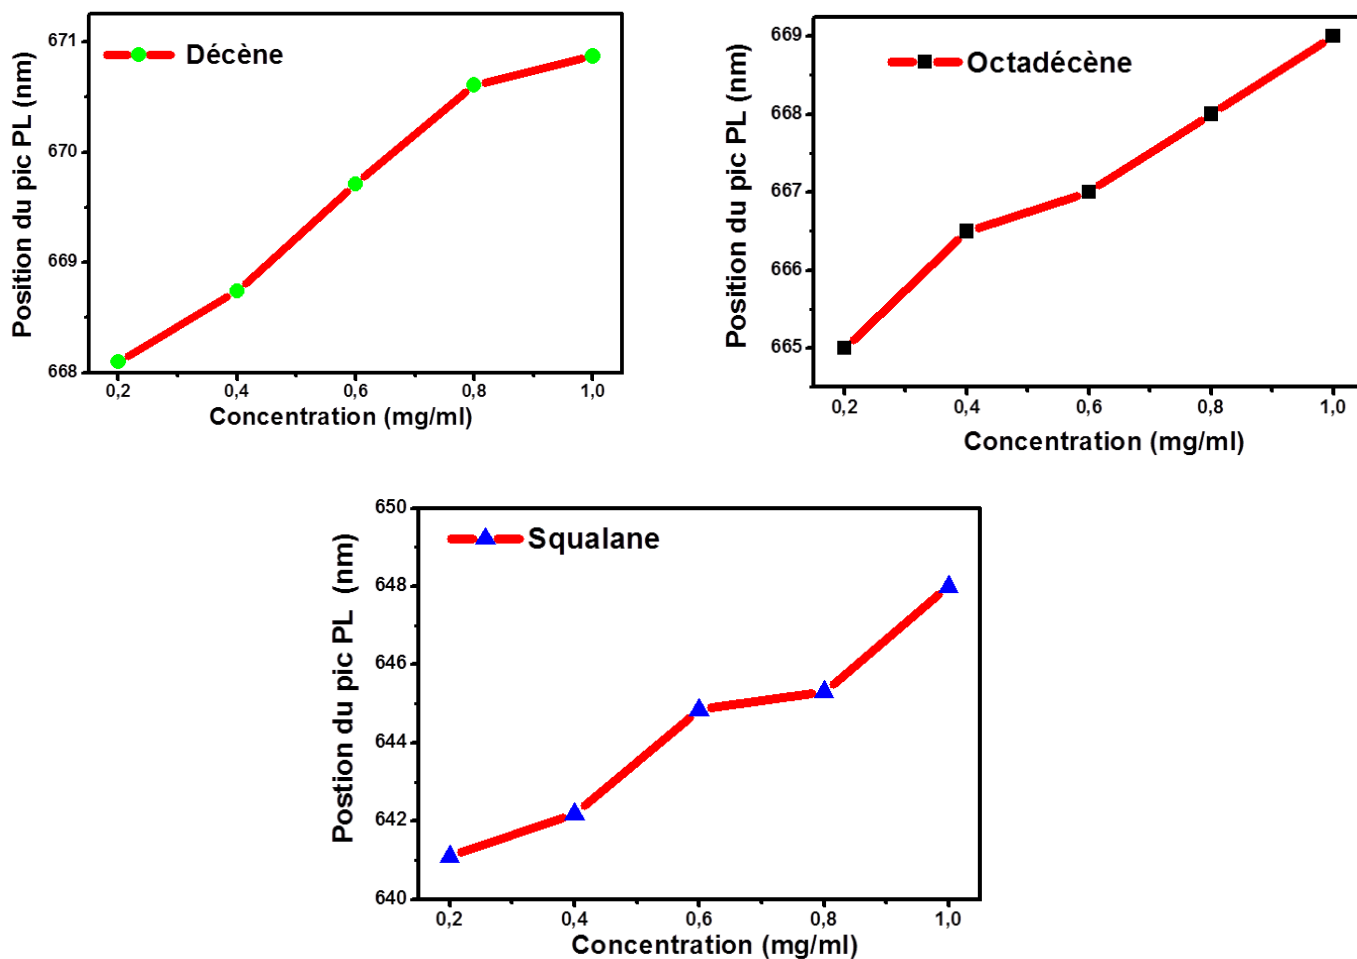 Décène
Position du pic PL (nm)
671
670
669
668
0,2 0,4 0,6 0,8 1,0
Concentration (mg/ml)
Octadécène
Position du pic PL (nm)
669
668
667
666
665
0,2 0,4 0,6 0,8 1,0
Concentration (mg/ml)
Squalane
Postion du pic PL (nm)
650
648
646
644
642
640
0,2 0,4 0,6 0,8 1,0
Concentration (mg/ml)